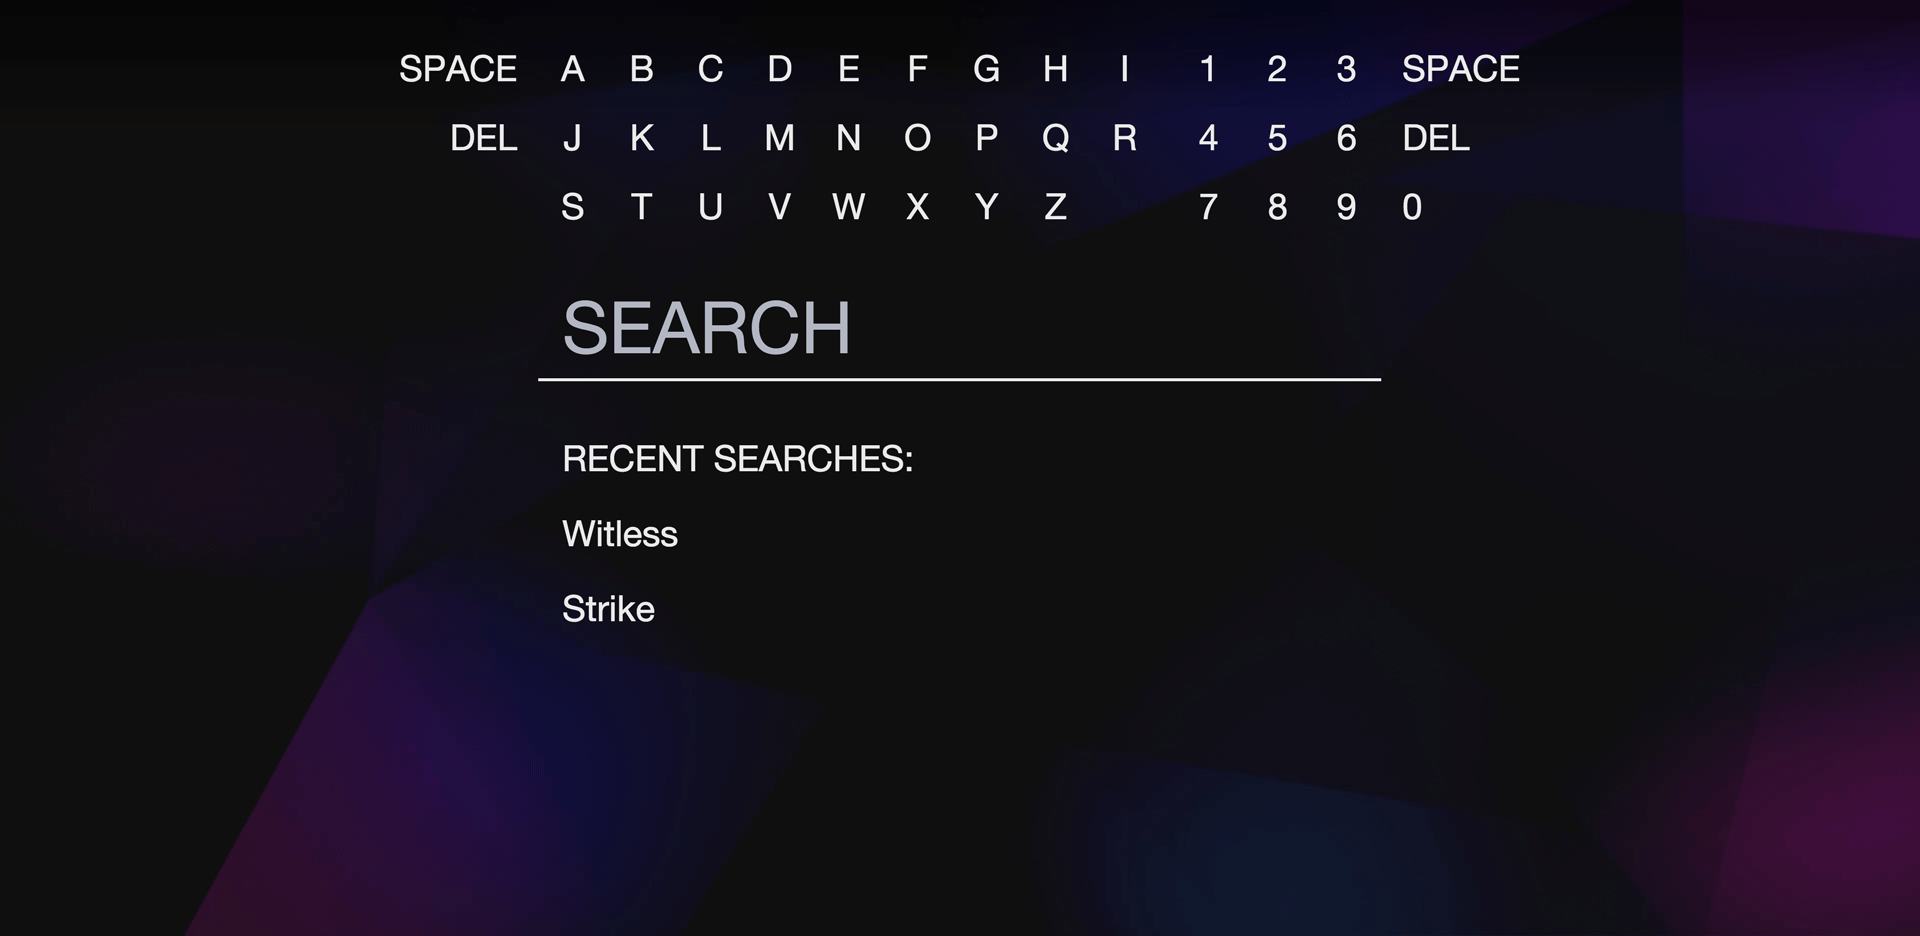 SPACE A B C D E F G H I 1 2 3 SPACE
DEL J K L M N O P Q R 4 5 6 DEL
S T U V W X Y Z 7 8 9 0
SEARCH
RECENT SEARCHES:
Witless
Strike